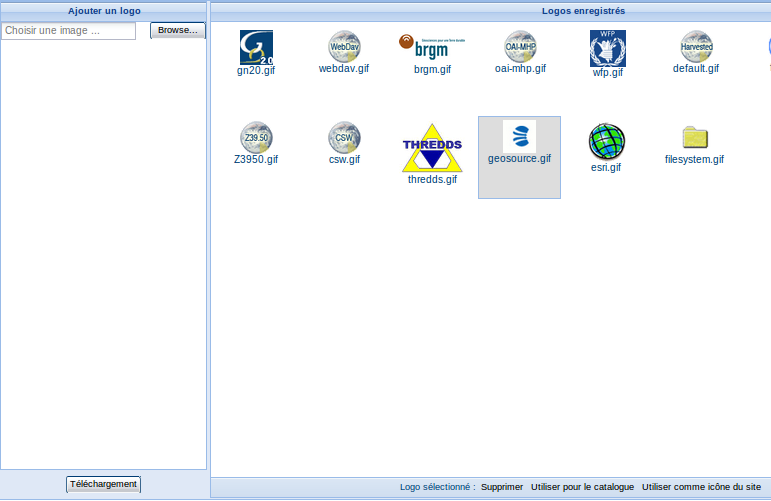 Ajouter un logo
Choisir une image ...
Browse...
Téléchargement
Logos enregistrés
GN 2.0
WebDav
brgm
OAI-MHP
WFP
Harvested
gn20.gif
webdav.gif
brgm.gif
oai-mhp.gif
wfp.gif
default.gif
Z39.50
CSW
THREDDS
Z3950.gif
csw.gif
thredds.gif
geosource.gif
esri.gif
filesystem.gif
Logo sélectionné : Supprimer Utiliser pour le catalogue Utiliser comme icône du site